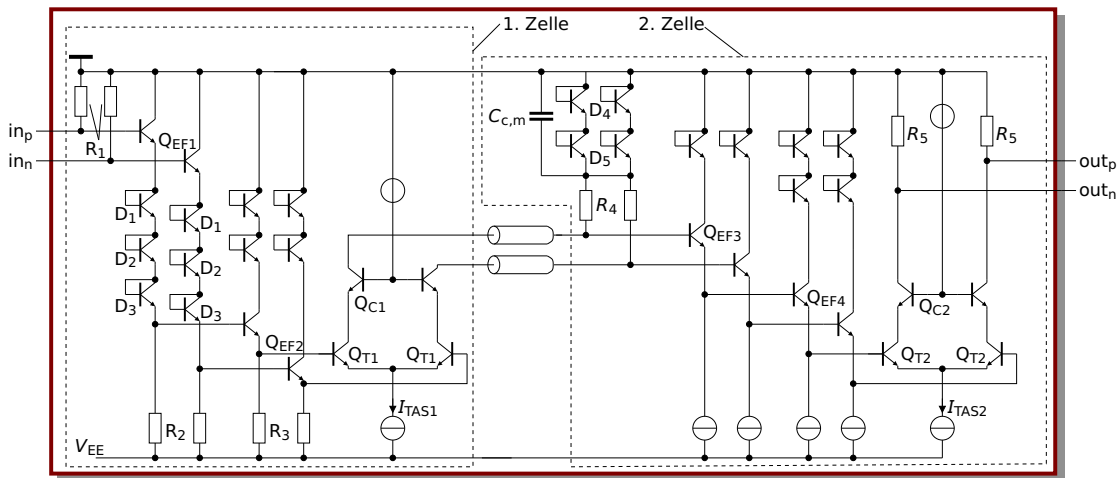 1. Zelle 2. Zelle
C_c,m D_4
in_p R_1 Q_EF1 R_5 R_5
in_n D_5 out_p
out_n
D_1 D_1 R_4
D_2 D_2 Q_EF3
D_3 D_3 Q_C1 Q_EF4 Q_C2
Q_EF2 Q_T1 Q_T1 Q_T2 Q_T2
I_TAS1 I_TAS2
R_2 R_3
V_EE